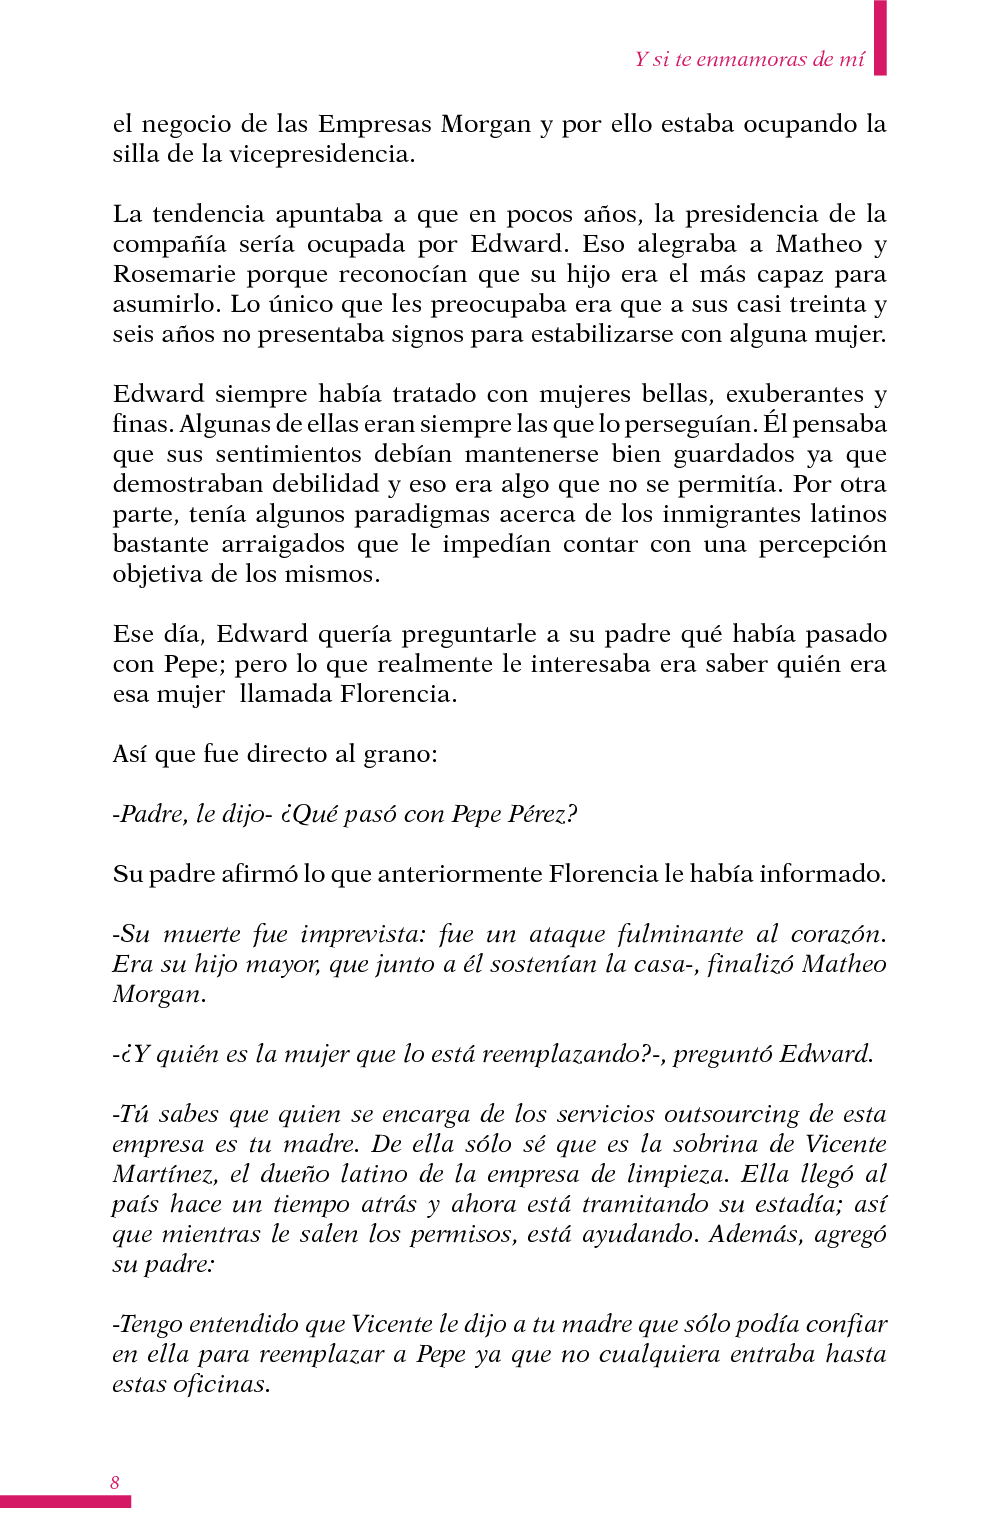 Y si te enmamoras de mí
el negocio de las Empresas Morgan y por ello estaba ocupando la
silla de la vicepresidencia.
La tendencia apuntaba a que en pocos años, la presidencia de la
compañía sería ocupada por Edward. Eso alegraba a Matheo y
Rosemarie porque reconocían que su hijo era el más capaz para
asumirlo. Lo único que les preocupaba era que a sus casi treinta y
seis años no presentaba signos para estabilizarse con alguna mujer.
Edward siempre había tratado con mujeres bellas, exuberantes y
finas. Algunas de ellas eran siempre las que lo perseguían. Él pensaba
que sus sentimientos debían mantenerse bien guardados ya que
demostraban debilidad y eso era algo que no se permitía. Por otra
parte, tenía algunos paradigmas acerca de los inmigrantes latinos
bastante arraigados que le impedían contar con una percepción
objetiva de los mismos.
Ese día, Edward quería preguntarle a su padre qué había pasado
con Pepe; pero lo que realmente le interesaba era saber quién era
esa mujer  llamada Florencia.
Así que fue directo al grano:
-Padre, le dijo- ¿Qué pasó con Pepe Pérez?
Su padre afirmó lo que anteriormente Florencia le había informado.
-Su muerte fue imprevista: fue un ataque fulminante al corazón.
Era su hijo mayor, que junto a él sostenían la casa-, finalizó Matheo
Morgan.
-¿Y quién es la mujer que lo está reemplazando?-, preguntó Edward.
-Tú sabes que quien se encarga de los servicios outsourcing de esta
empresa es tu madre. De ella sólo sé que es la sobrina de Vicente
Martínez, el dueño latino de la empresa de limpieza. Ella llegó al
país hace un tiempo atrás y ahora está tramitando su estadía; así
que mientras le salen los permisos, está ayudando. Además, agregó
su padre:
-Tengo entendido que Vicente le dijo a tu madre que sólo podía confiar
en ella para reemplazar a Pepe ya que no cualquiera entraba hasta
estas oficinas.
8